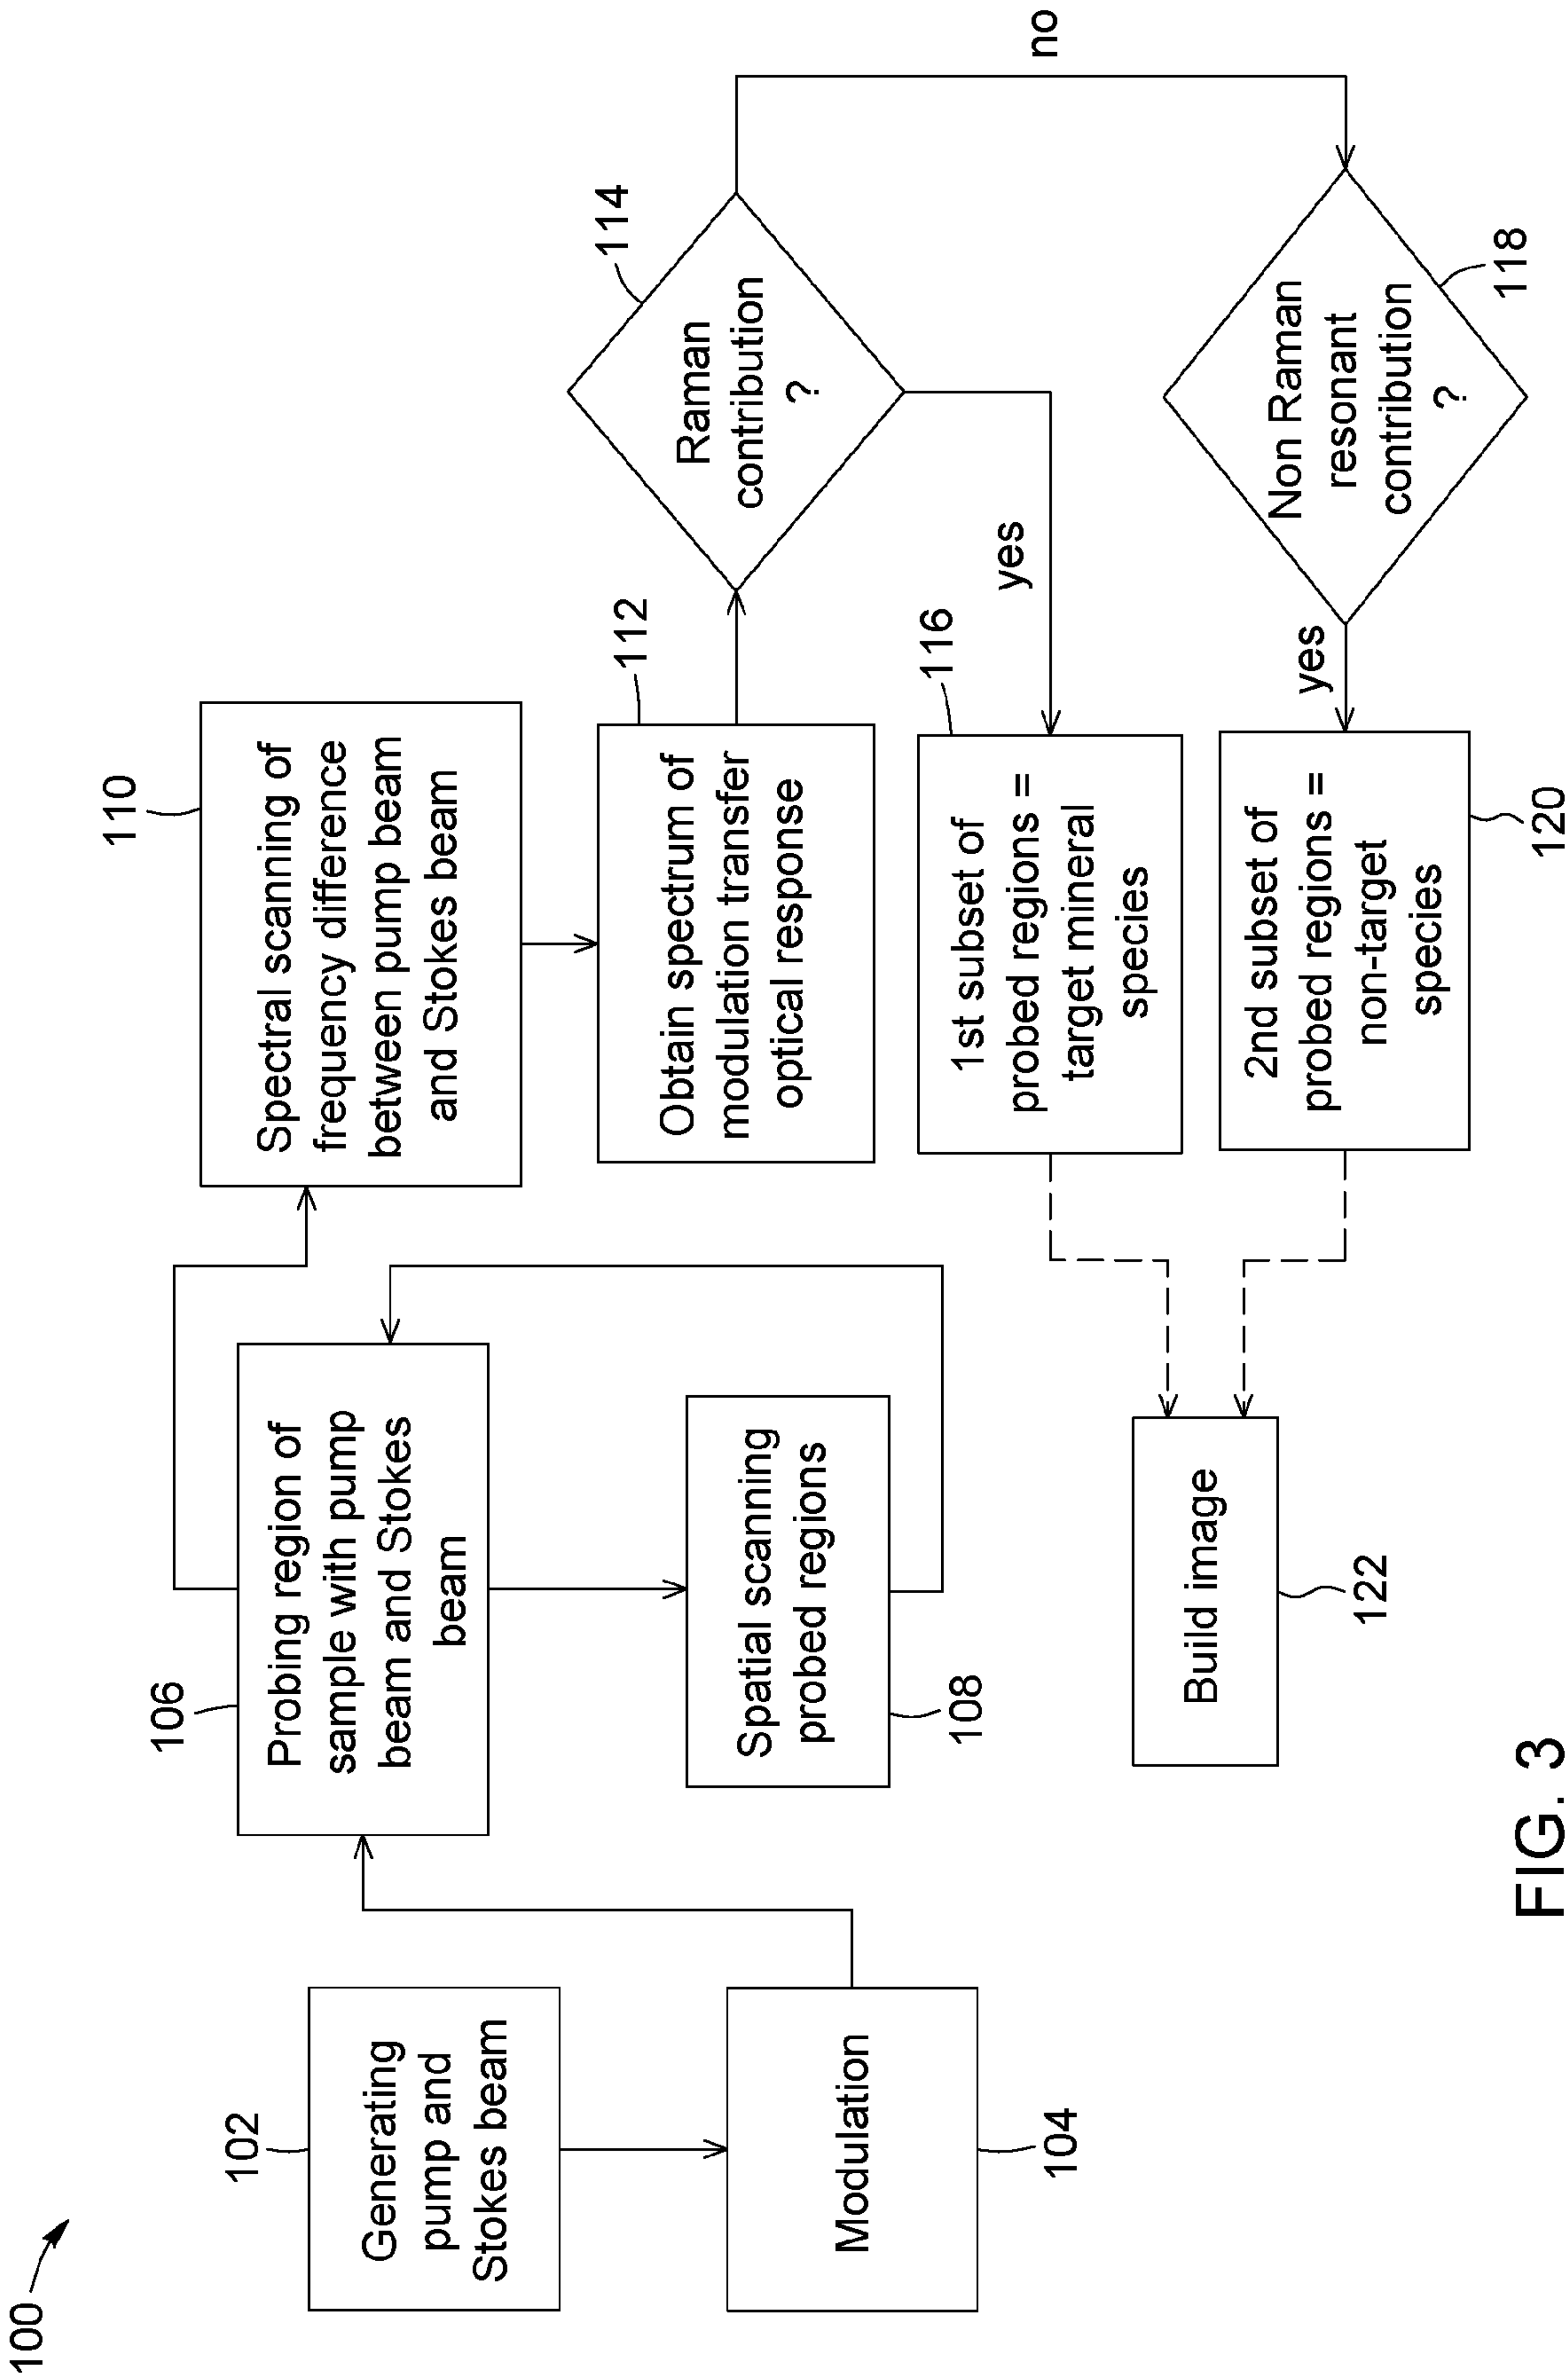 100
102
Generating
pump and
Stokes beam
Modulation
104
106
Probing region of
sample with pump
beam and Stokes
beam
Spatial scanning
probed regions
108
110
Spectral scanning of
frequency difference
between pump beam
and Stokes beam
112
Obtain spectrum of
modulation transfer
optical response
114
Raman
contribution
?
yes
no
116
1st subset of
probed regions =
target mineral
species
Non Raman
resonant
contribution
?
118
yes
2nd subset of
probed regions =
non-target
species
120
Build image
122
FIG. 3